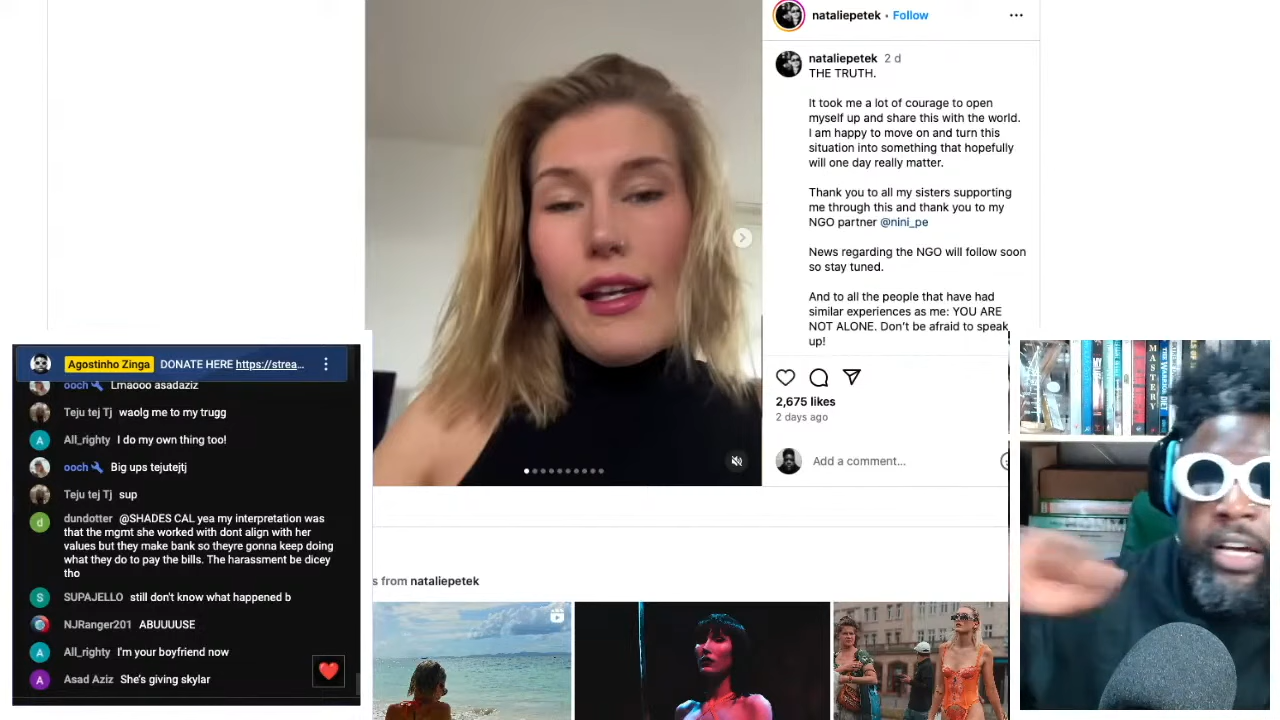 nataliepetek • Follow
nataliepetek 2 d
THE TRUTH.
It took me a lot of courage to open
myself up and share this with the world.
I am happy to move on and turn this
situation into something that hopefully
will one day really matter.
Thank you to all my sisters supporting
me through this and thank you to my
NGO partner @nini_pe
News regarding the NGO will follow soon
so stay tuned.
And to all the people that have had
similar experiences as me: YOU ARE
NOT ALONE. Don't be afraid to speak
up!
2,675 likes
2 days ago
Add a comment...
s from nataliepetek
Agostinho Zinga DONATE HERE https://strea...
ooch Lmaooo asadaziz
Teju tej Tj waolg me to my trugg
All_righty I do my own thing too!
ooch Big ups tejutejtj
Teju tej Tj sup
dundotter @SHADES CAL yea my interpretation was
that the mgmt she worked with dont align with her
values but they make bank so theyre gonna keep doing
what they do to pay the bills. The harassment be dicey
tho
SUPAJELLO still don't know what happened b
NJRanger201 ABUUUUSE
All_righty I'm your boyfriend now
Asad Aziz She's giving skylar
MASTERY
THE WARRIOR DIET